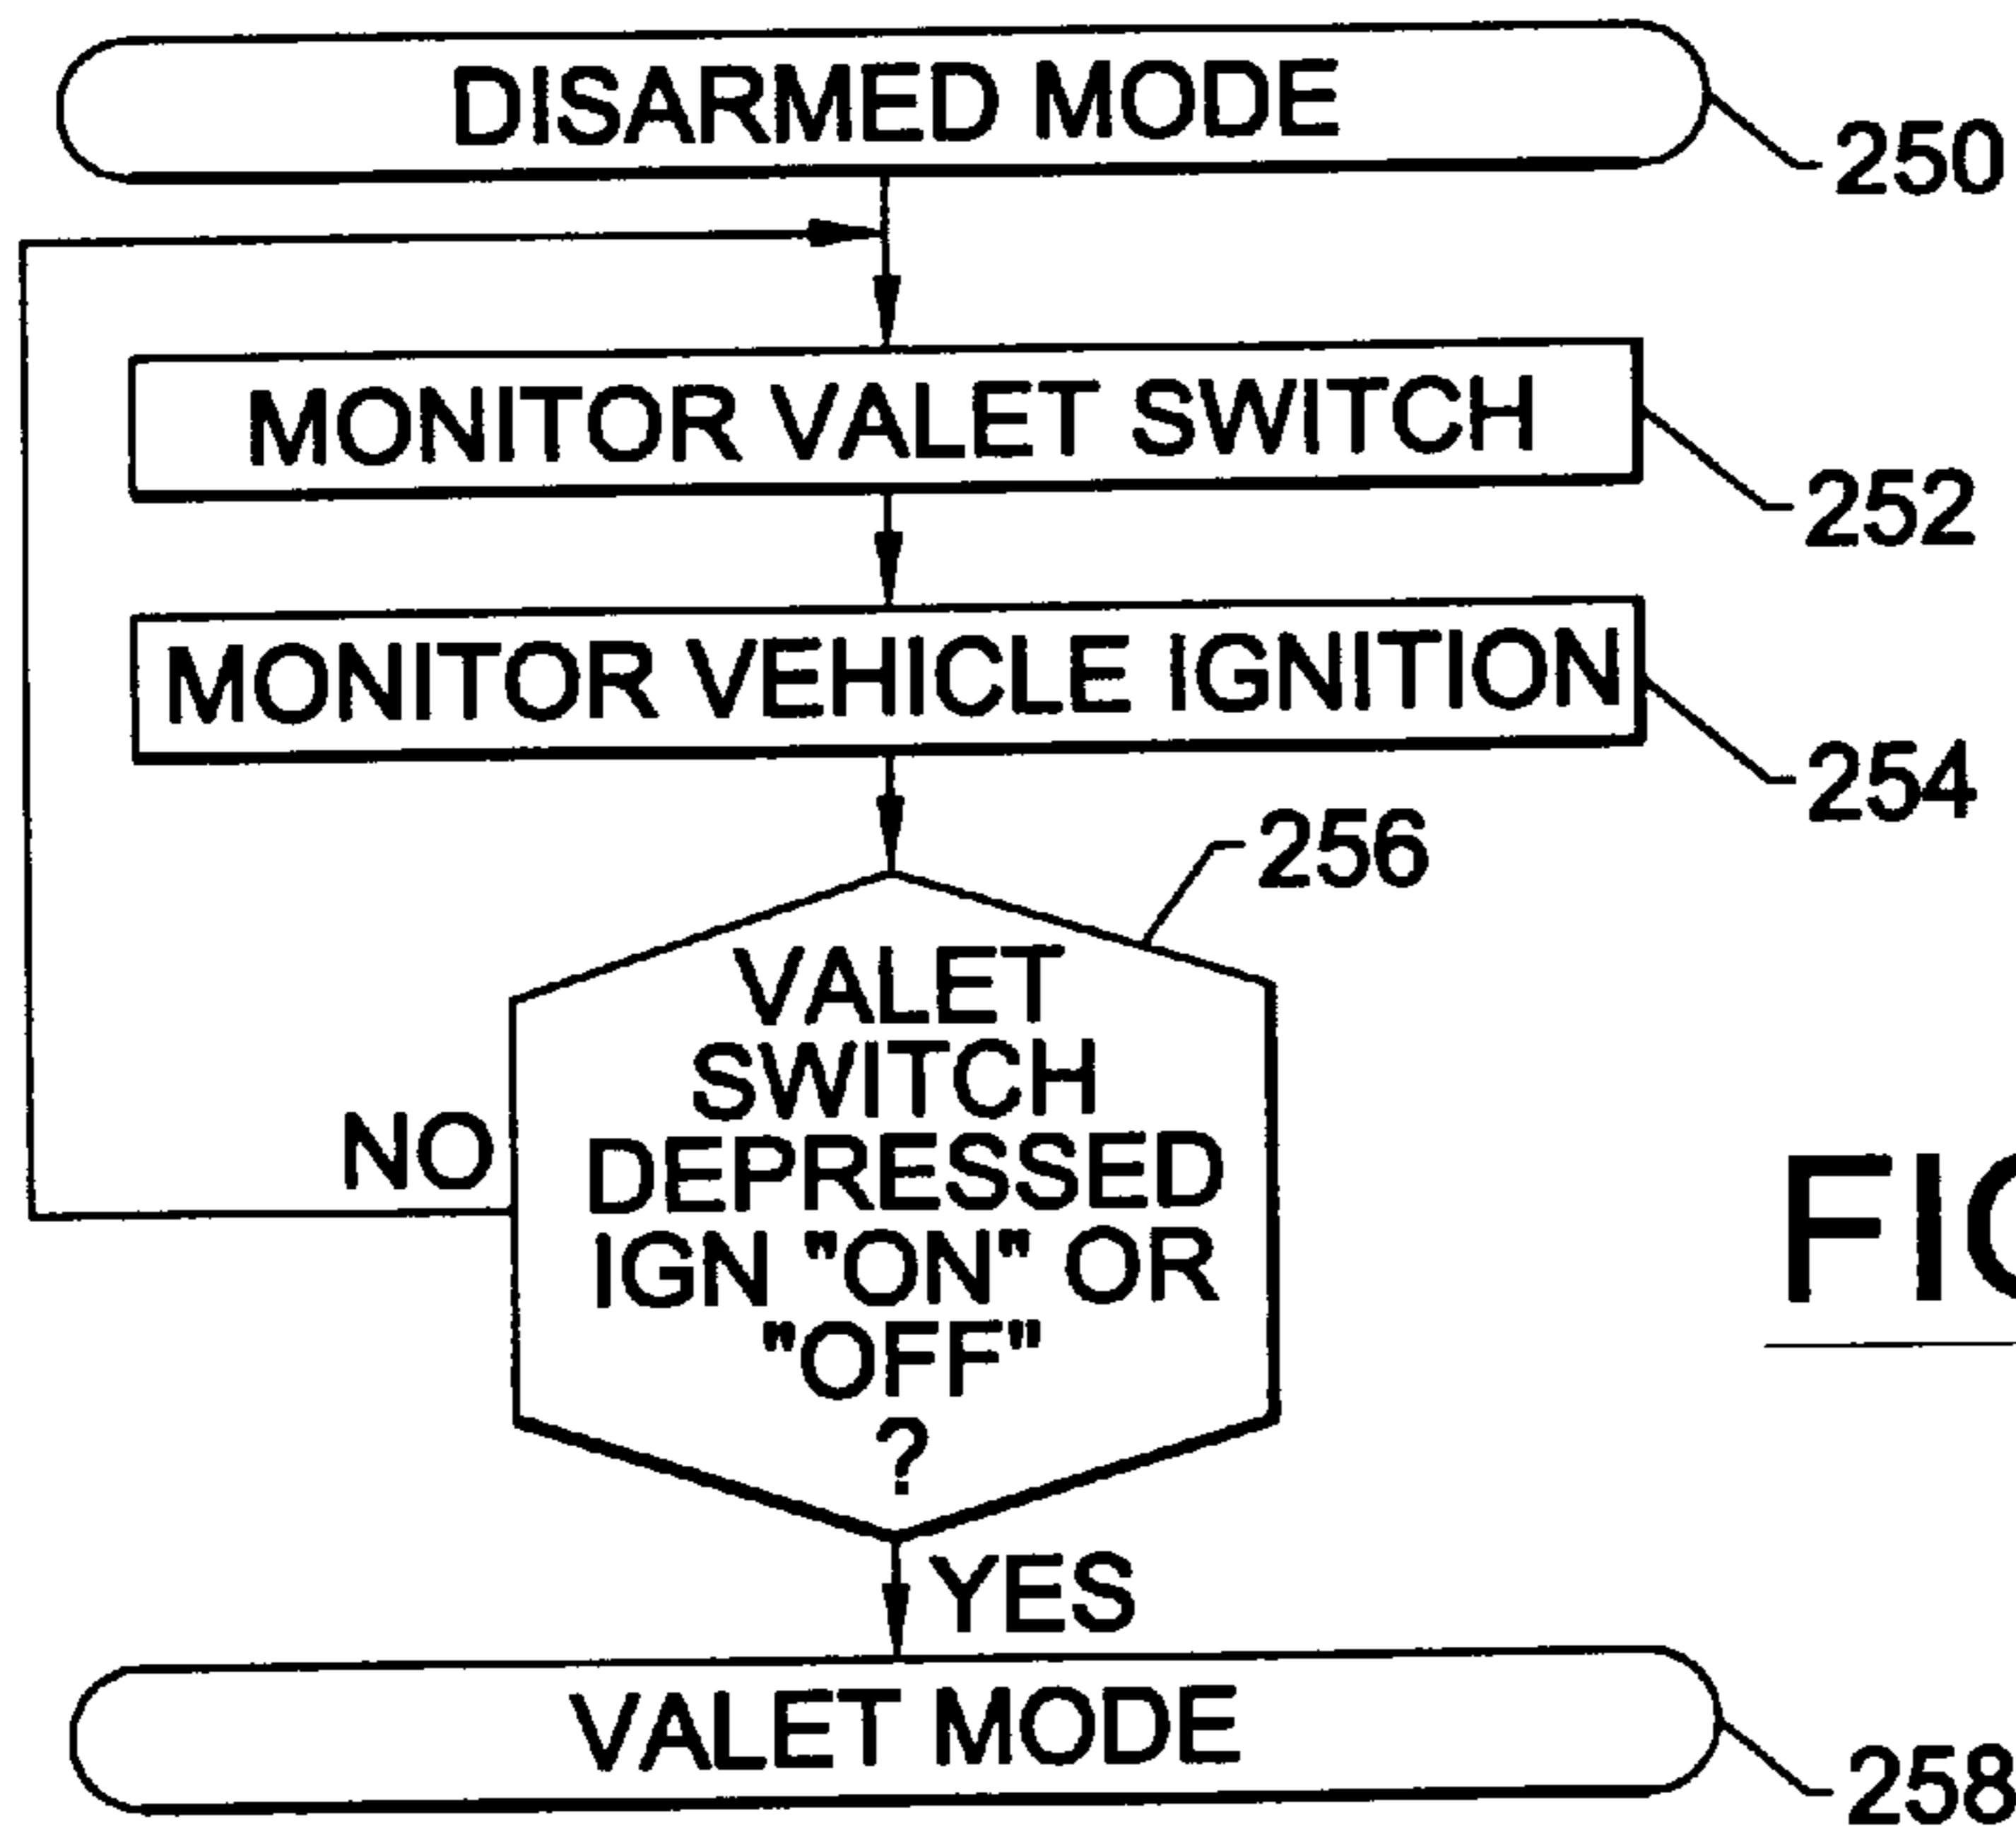 DISARMED MODE
250
MONITOR VALET SWITCH
252
MONITOR VEHICLE IGNITION
254
256
VALET
SWITCH
DEPRESSED
IGN "ON" OR
"OFF"
?
NO
YES
VALET MODE
258